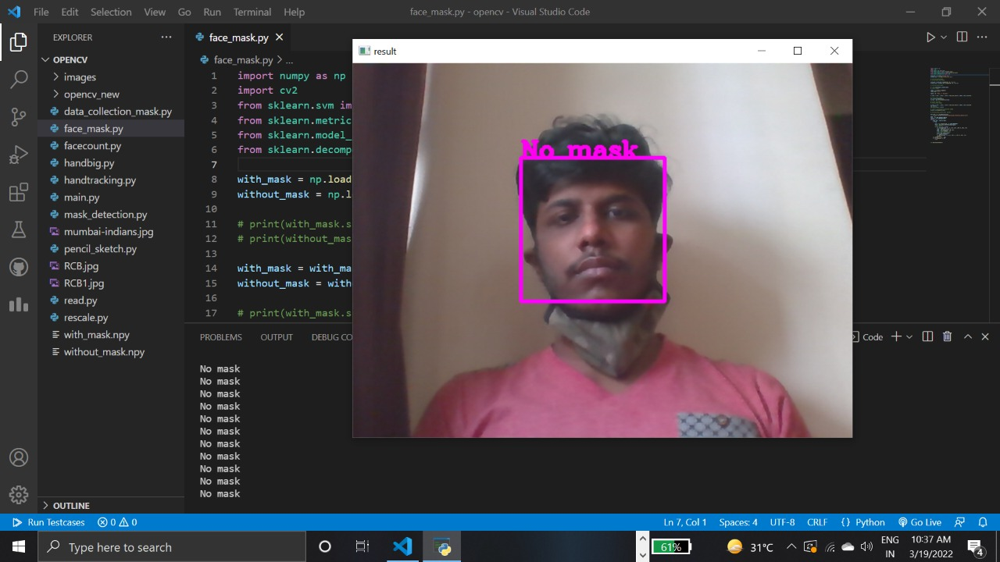 File Edit Selection View Go Run Terminal Help
face_mask.py - opencv - Visual Studio Code
EXPLORER
OPENCV
images
opencv_new
data_collection_mask.py
face_mask.py
facecount.py
handbig.py
handtracking.py
main.py
mask_detection.py
mumbai-indians.jpg
pencil_sketch.py
RCB.jpg
RCB1.jpg
read.py
rescale.py
with_mask.npy
without_mask.npy
OUTLINE
face_mask.py
face_mask.py > ...
1 import numpy as np
2 import cv2
3 from sklearn.svm im
4 from sklearn.metric
5 from sklearn.model_
6 from sklearn.decomp
7
8 with_mask = np.load
9 without_mask = np.l
10
11 # print(with_mask.s
12 # print(without_mas
13
14 with_mask = with_ma
15 without_mask = with
16
17 # print(with_mask.s
result
No mask
PROBLEMS OUTPUT DEBUG CO
Code
No mask
No mask
No mask
No mask
No mask
No mask
No mask
No mask
No mask
No mask
No mask
Run Testcases 0 0
Ln 7, Col 1 Spaces: 4 UTF-8 CRLF {} Python Go Live
Type here to search
61%
31°C
ENG
IN
10:37 AM
3/19/2022
4